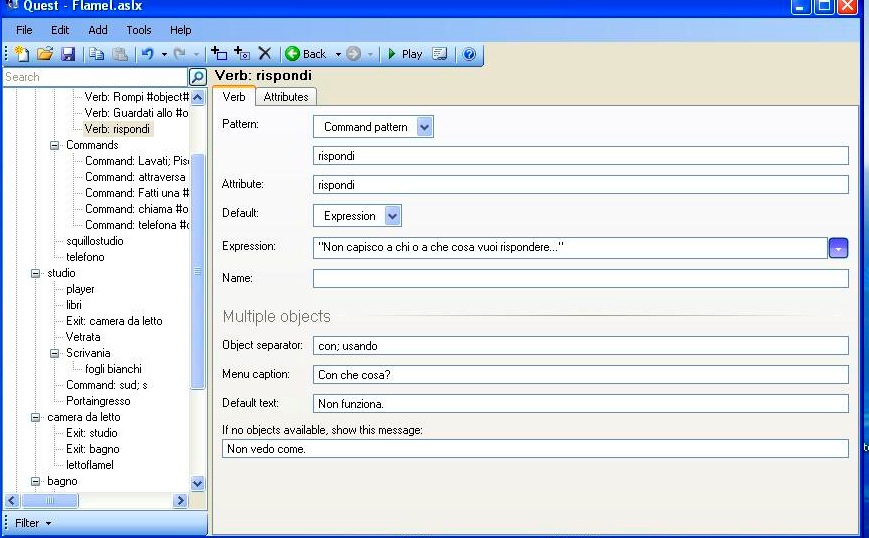 Quest - Flamel.aslx
File Edit Add Tools Help
Back Play
Search
Verb: Rompi #object#
Verb: Guardati allo #o
Verb: rispondi
Commands
Command: Lavati; Pis
Command: attraversa
Command: Fatti una #
Command: chiama #o
Command: telefona #
squillostudio
telefono
studio
player
libri
Exit: camera da letto
Vetrata
Scrivania
fogli bianchi
Command: sud; s
Portaingresso
camera da letto
Exit: studio
Exit: bagno
lettoflamel
bagno
Filter
Verb: rispondi
Verb Attributes
Pattern: Command pattern
rispondi
Attribute: rispondi
Default: Expression
Expression: "Non capisco a chi o a che cosa vuoi rispondere..."
Name:
Multiple objects
Object separator: con; usando
Menu caption: Con che cosa?
Default text: Non funziona.
If no objects available, show this message:
Non vedo come.